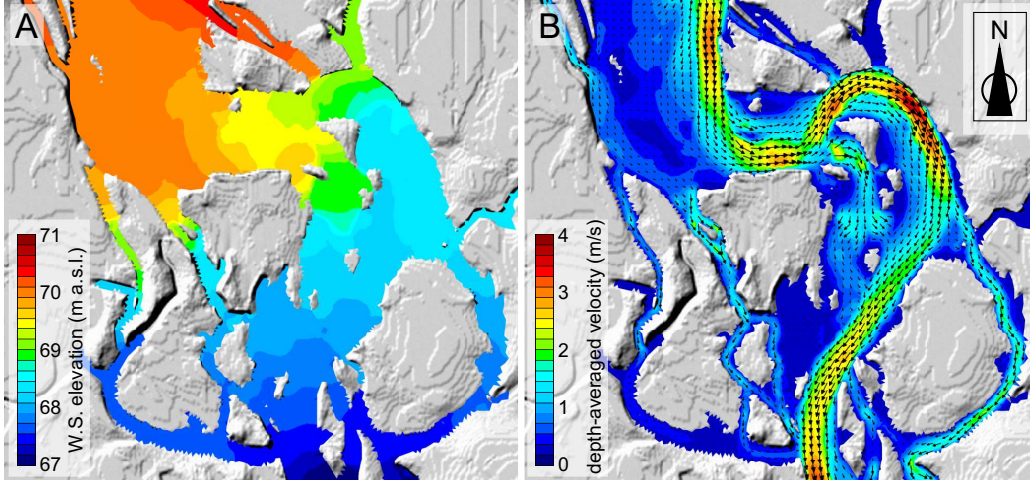 A
71
70
69
68
67
W.S. elevation (m a.s.l.)
B
4
3
2
1
0
depth-averaged velocity (m/s)
N